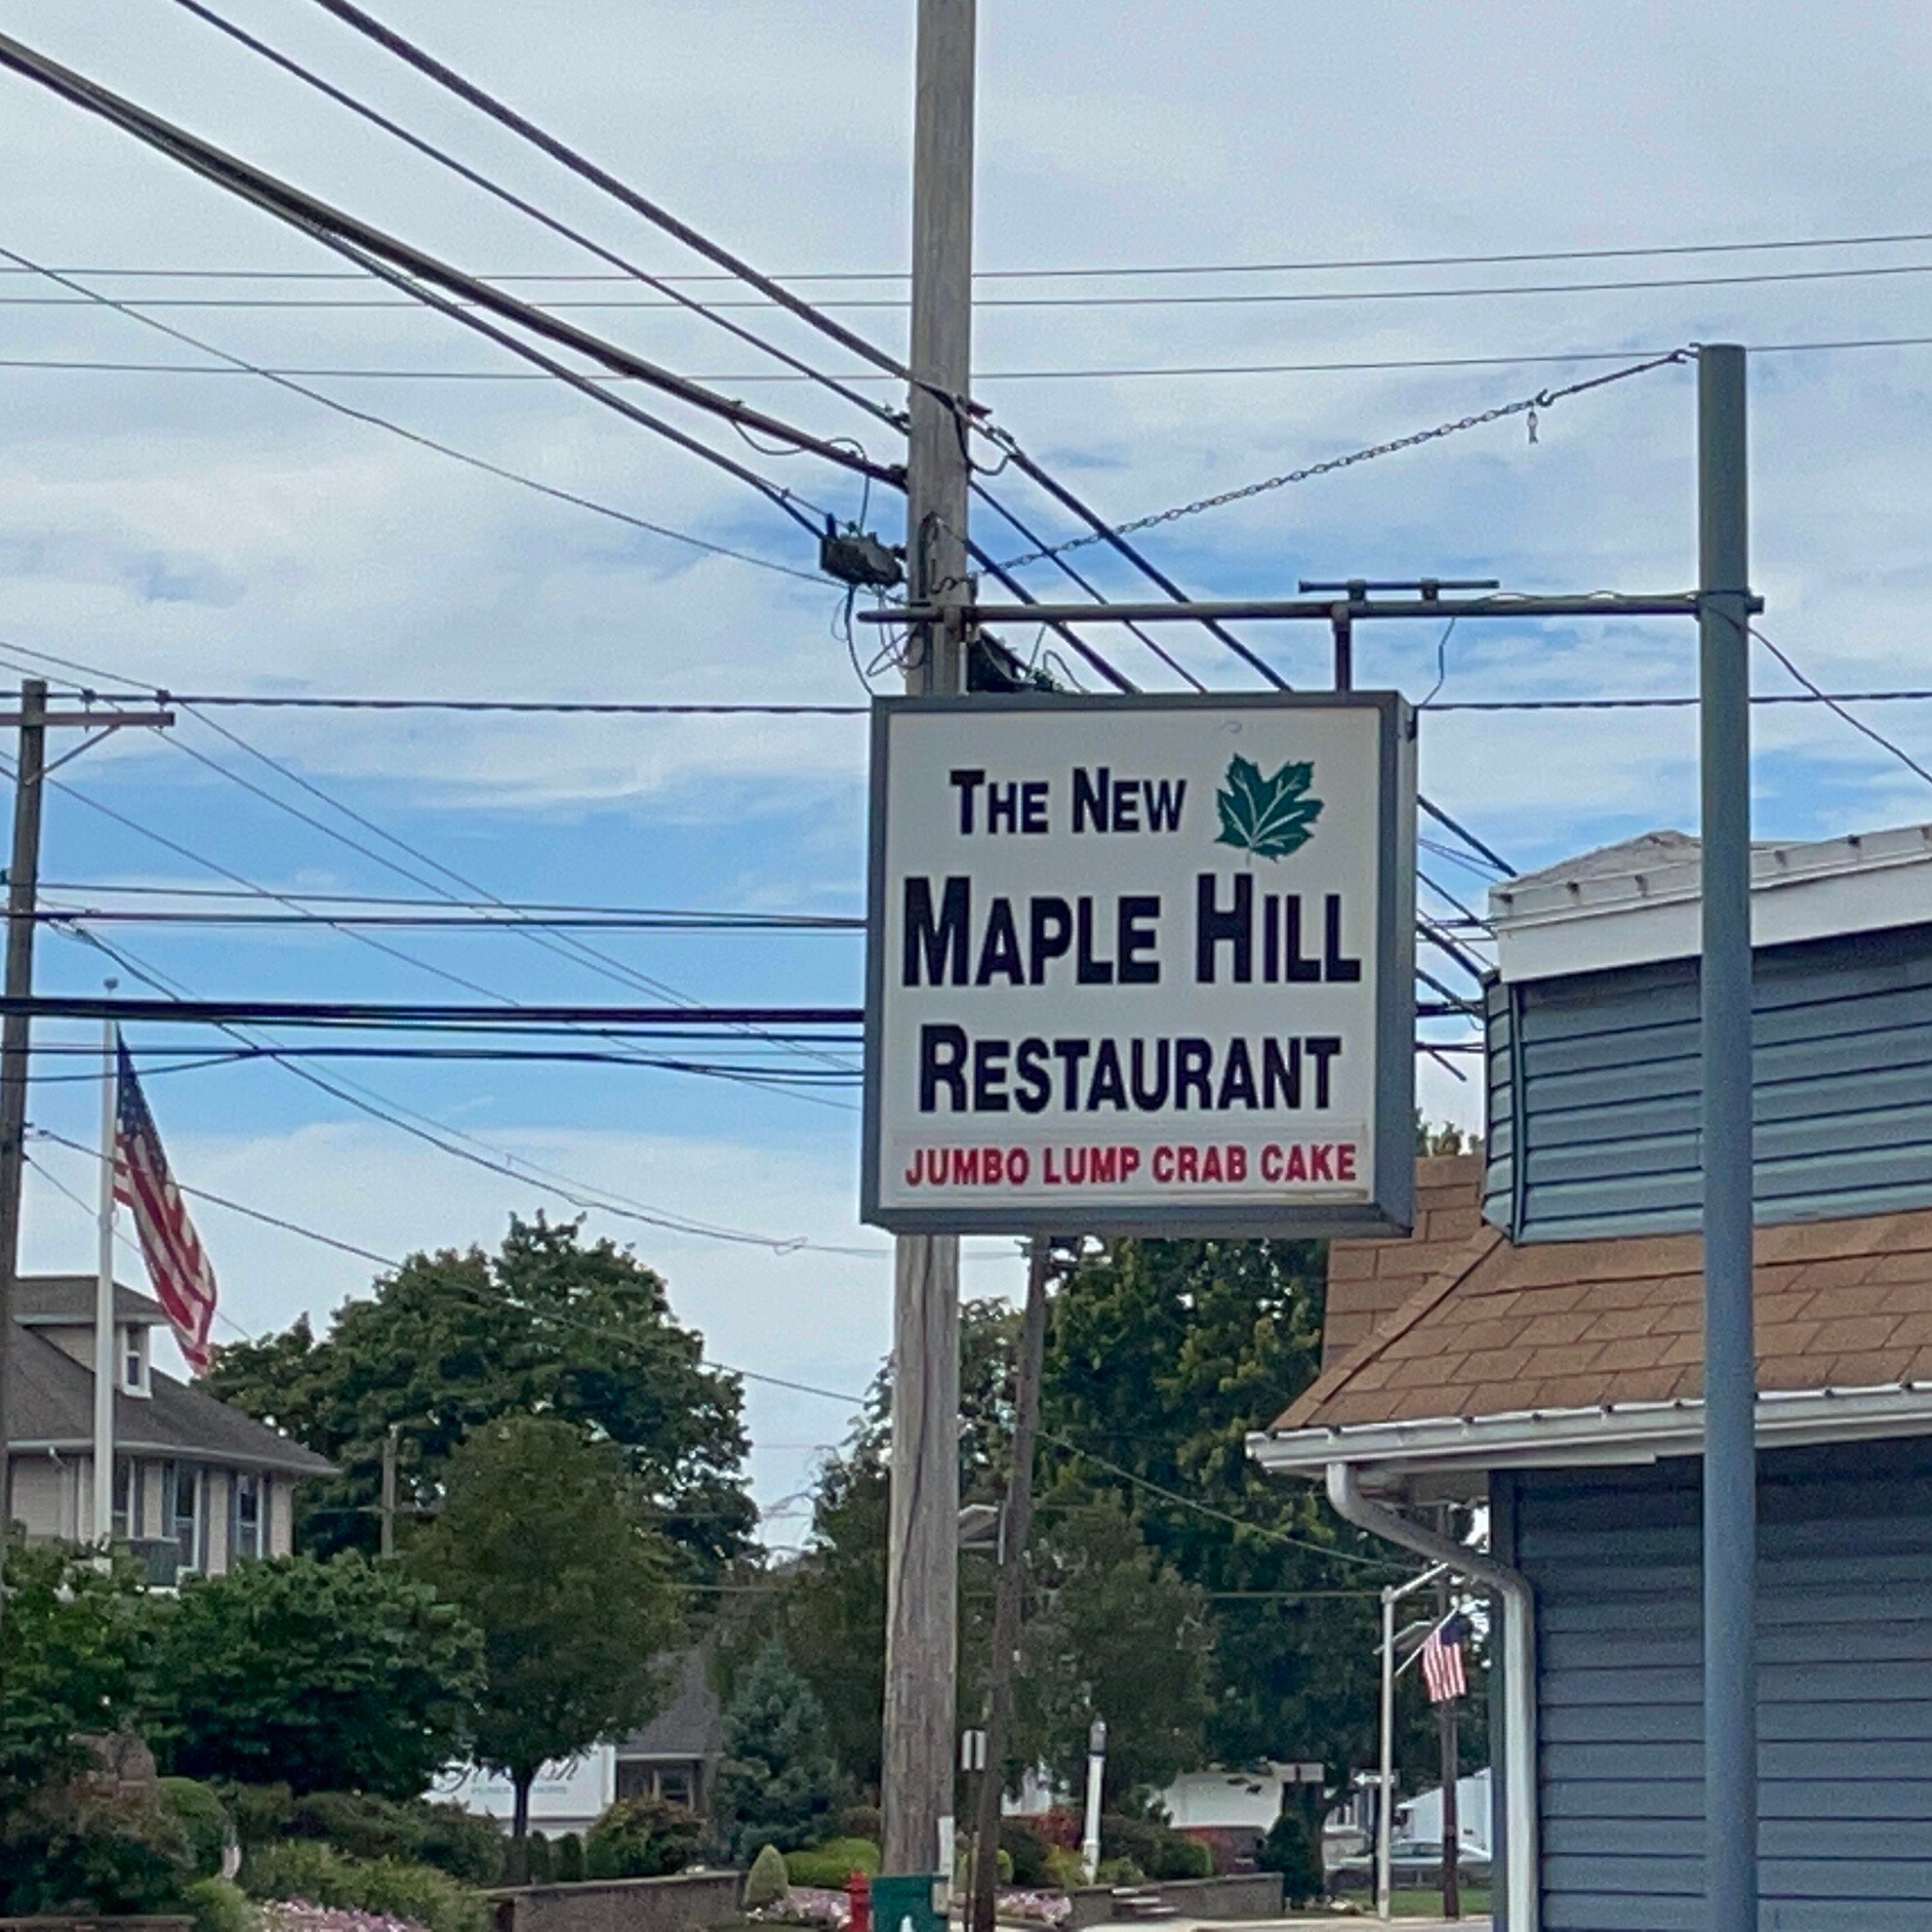 The New
Maple Hill
Restaurant
JUMBO LUMP CRAB CAKE